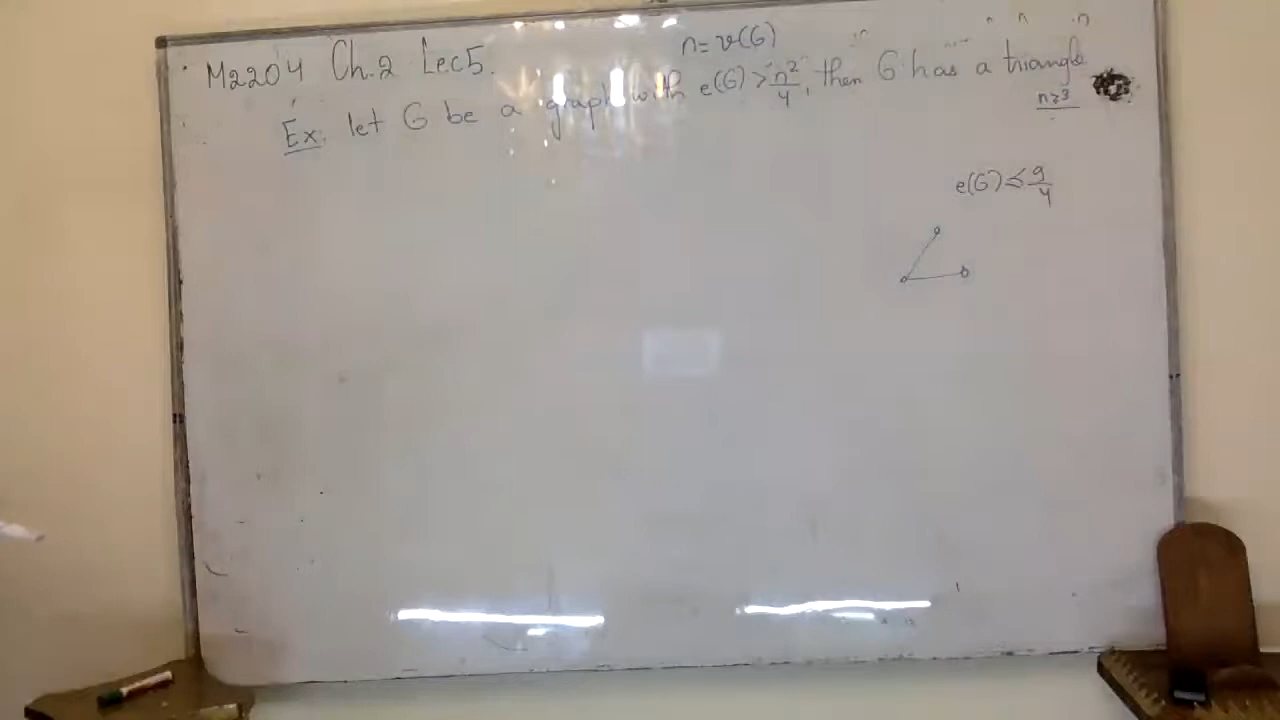 M2204 Ch.2 Lec5.
n=v(G)
Ex: let G be a graph with e(G) > n²/4, then G has a triangle
n≥3
e(G) ≤ 9/4